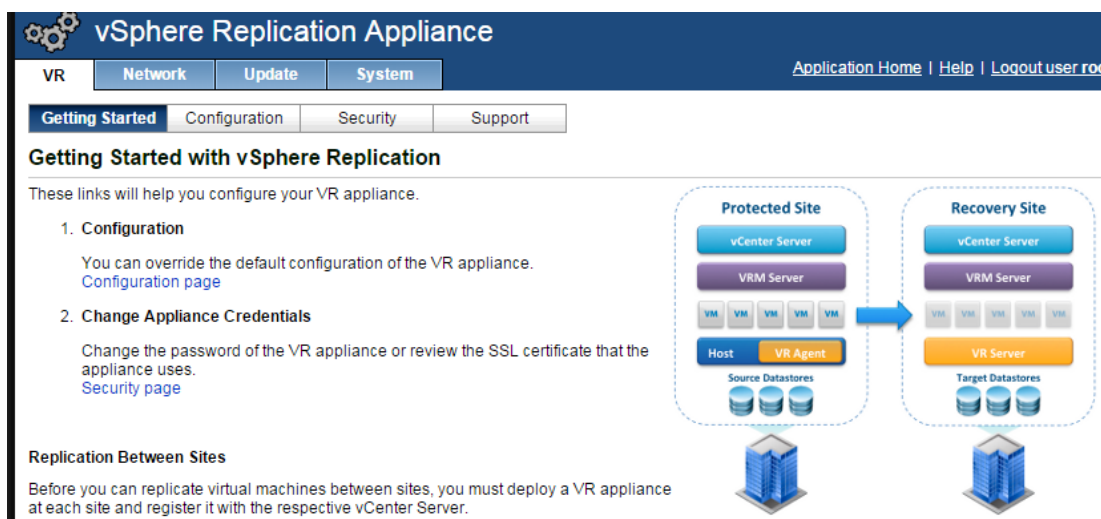 vSphere Replication Appliance
VR Network Update System
Application Home | Help | Logout user
Getting Started Configuration Security Support
Getting Started with vSphere Replication
These links will help you configure your VR appliance.
1. Configuration
You can override the default configuration of the VR appliance.
Configuration page
2. Change Appliance Credentials
Change the password of the VR appliance or review the SSL certificate that the
appliance uses.
Security page
Replication Between Sites
Before you can replicate virtual machines between sites, you must deploy a VR appliance
at each site and register it with the respective vCenter Server.
Protected Site
vCenter Server
VRM Server
VM VM VM VM VM
Host VR Agent
Source Datastores
Recovery Site
vCenter Server
VRM Server
VM VM VM VM VM
VR Server
Target Datastores